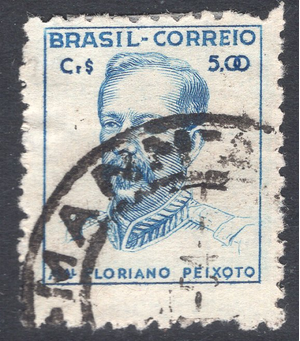 BRASIL-CORREIO
Cr$ 5,00
FLORIANO PEIXOTO